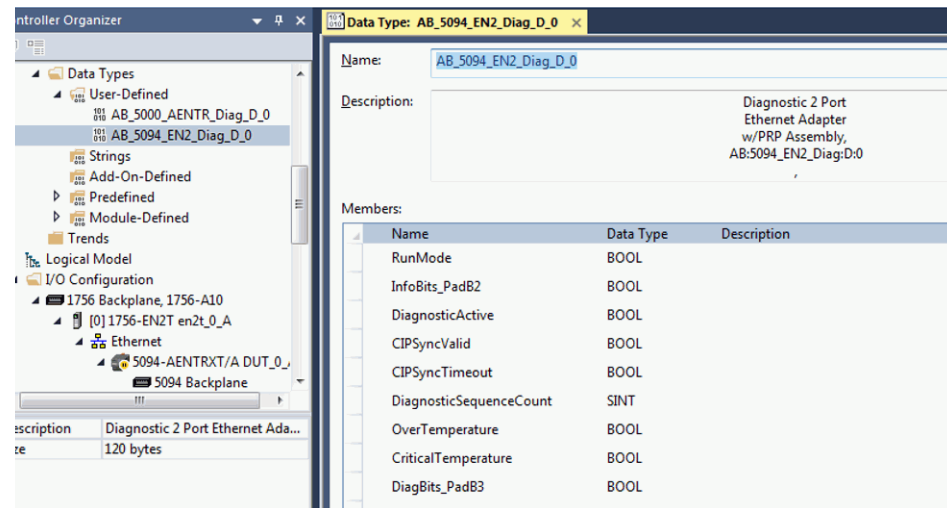 ontroller Organizer
Data Types
User-Defined
AB_5000_AENTR_Diag_D_0
AB_5094_EN2_Diag_D_0
Strings
Add-On-Defined
Predefined
Module-Defined
Trends
Logical Model
I/O Configuration
1756 Backplane, 1756-A10
[0] 1756-EN2T en2t_0_A
Ethernet
5094-AENTRXT/A DUT_0_
5094 Backplane
escription Diagnostic 2 Port Ethernet Ada...
ze 120 bytes
Data Type: AB_5094_EN2_Diag_D_0
Name: AB_5094_EN2_Diag_D_0
Description: Diagnostic 2 Port
Ethernet Adapter
w/PRP Assembly,
AB:5094_EN2_Diag:D:0
,
Members:
Name Data Type Description
RunMode BOOL
InfoBits_PadB2 BOOL
DiagnosticActive BOOL
CIPSyncValid BOOL
CIPSyncTimeout BOOL
DiagnosticSequenceCount SINT
OverTemperature BOOL
CriticalTemperature BOOL
DiagBits_PadB3 BOOL